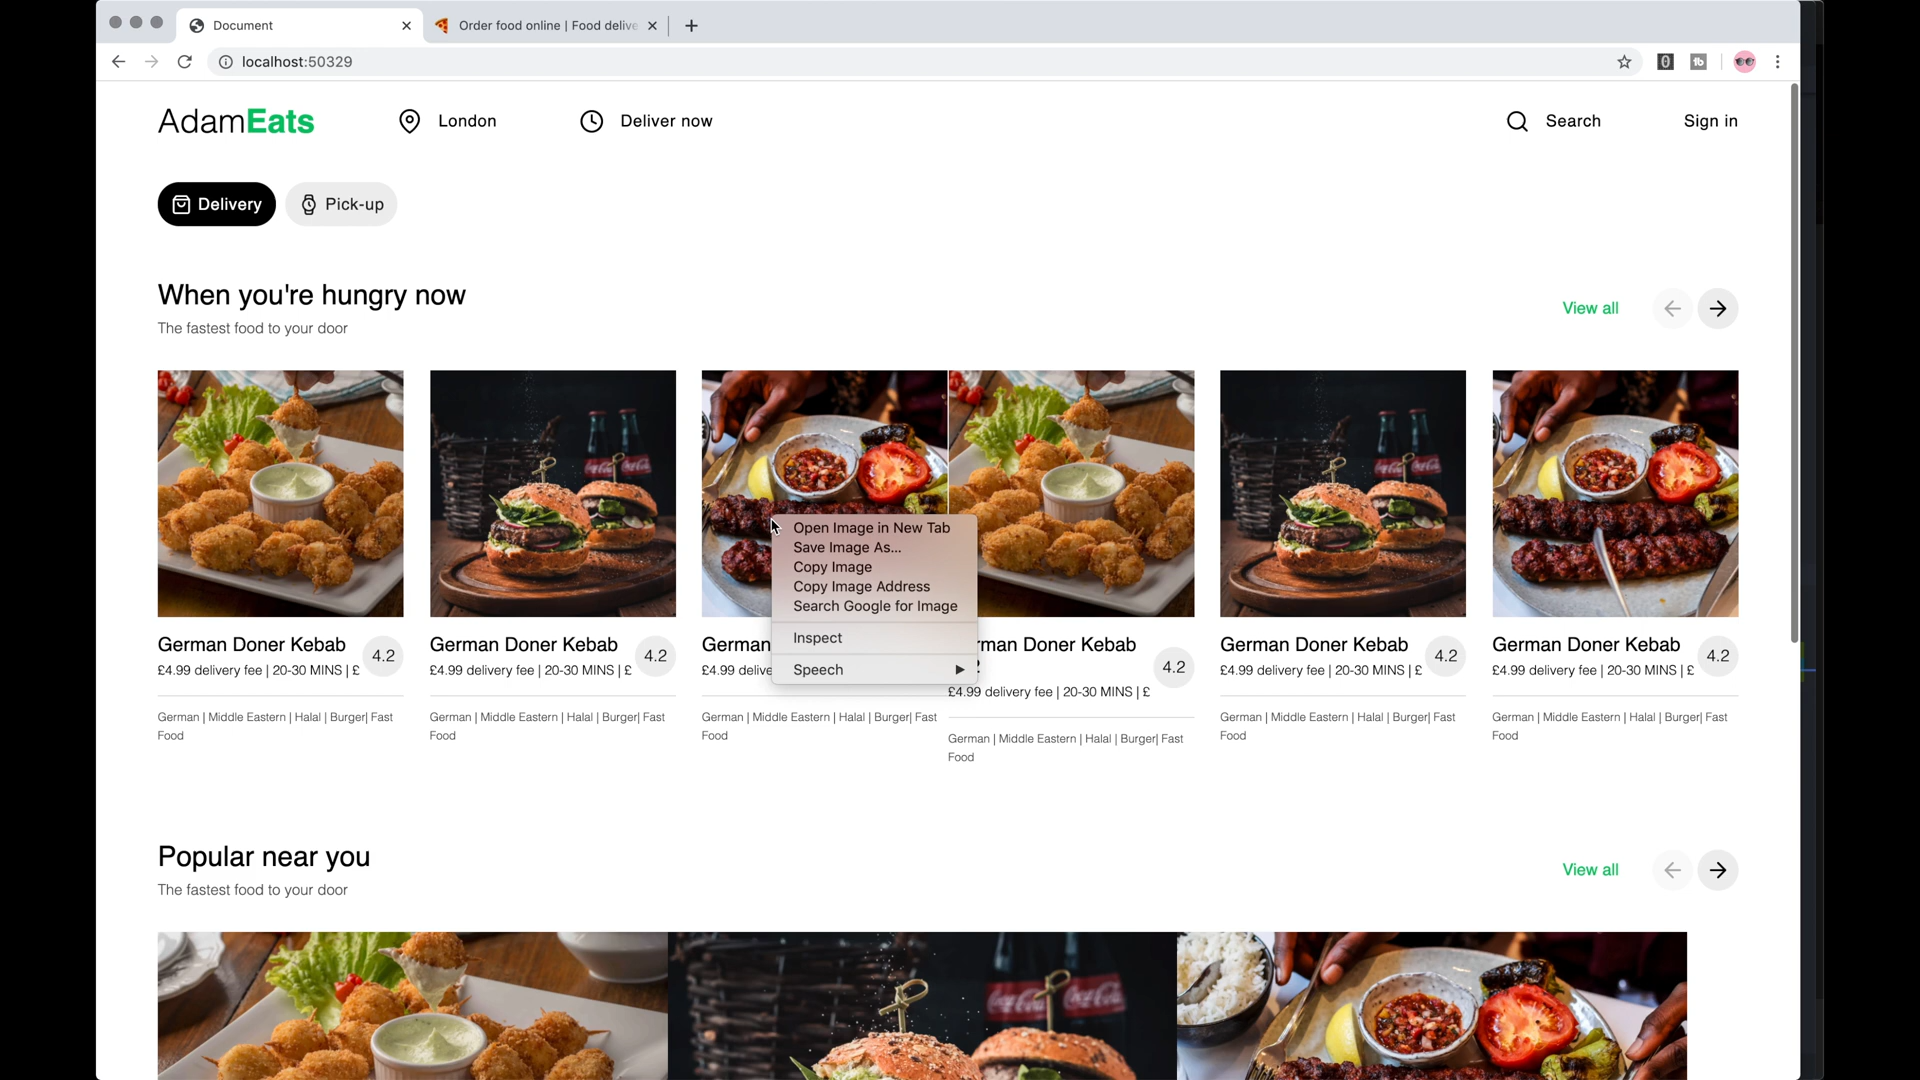 Document
Order food online | Food delive
localhost:50329
AdamEats
London
Deliver now
Search
Sign in
Delivery
Pick-up
When you're hungry now
The fastest food to your door
View all
German Doner Kebab
4.2
£4.99 delivery fee | 20-30 MINS | £
German | Middle Eastern | Halal | Burger| Fast
Food
German Doner Kebab
4.2
£4.99 delivery fee | 20-30 MINS | £
German | Middle Eastern | Halal | Burger| Fast
Food
German
£4.99 delive
German | Middle Eastern | Halal | Burger| Fast
Food
Open Image in New Tab
Save Image As...
Copy Image
Copy Image Address
Search Google for Image
Inspect
Speech
rman Doner Kebab
4.2
£4.99 delivery fee | 20-30 MINS | £
German | Middle Eastern | Halal | Burger| Fast
Food
German Doner Kebab
4.2
£4.99 delivery fee | 20-30 MINS | £
German | Middle Eastern | Halal | Burger| Fast
Food
German Doner Kebab
4.2
£4.99 delivery fee | 20-30 MINS | £
German | Middle Eastern | Halal | Burger| Fast
Food
Popular near you
The fastest food to your door
View all